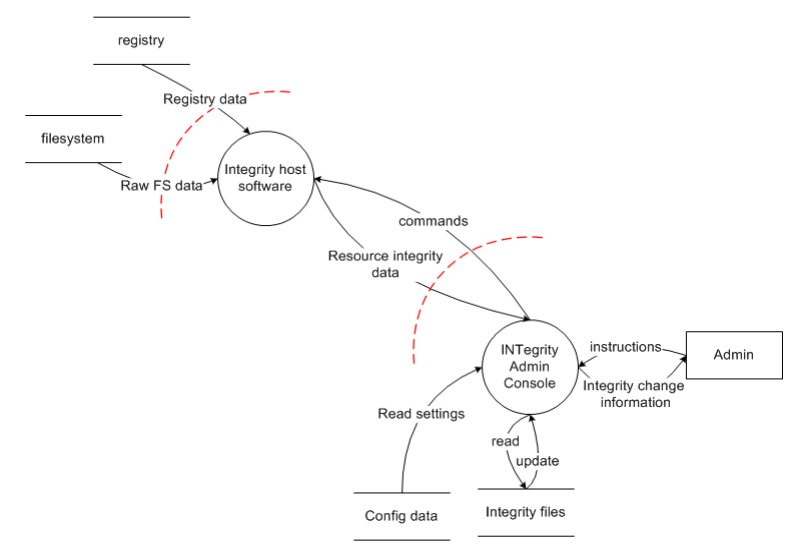 registry
Registry data
filesystem
Raw FS data
Integrity host
software
commands
Resource integrity
data
INTegrity
Admin
Console
instructions
Admin
Integrity change
information
Read settings
read
update
Config data
Integrity files